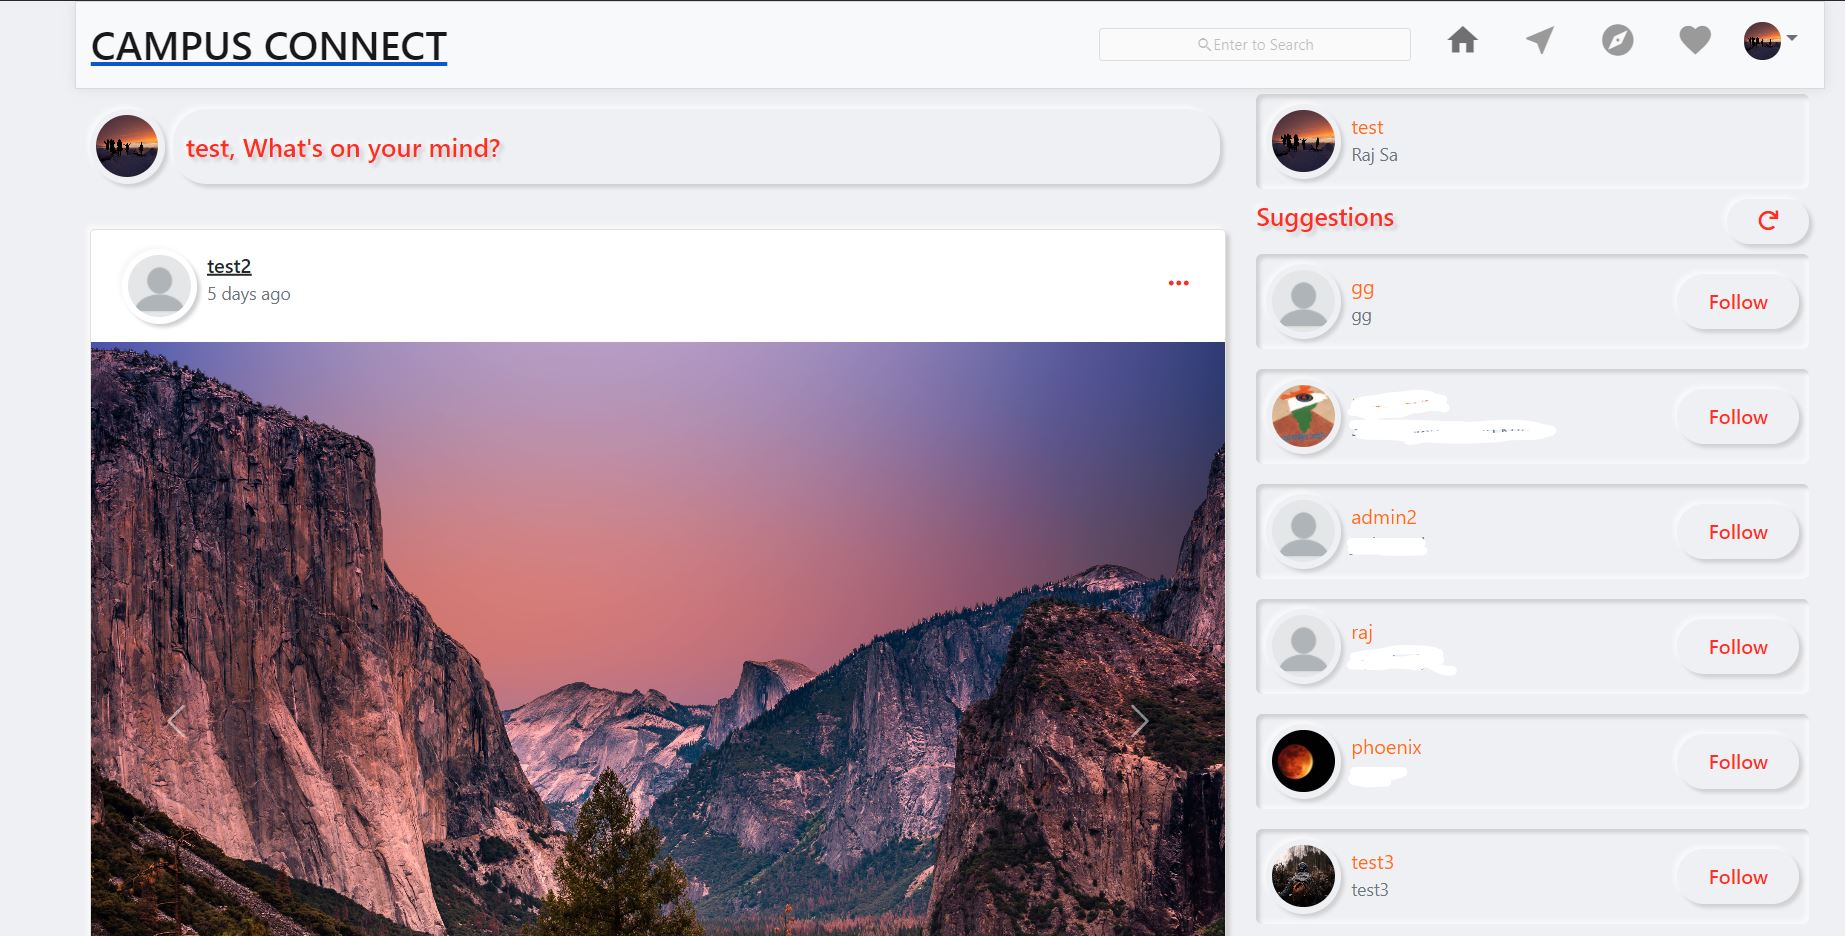 CAMPUS CONNECT
Enter to Search
test, What's on your mind?
test2
5 days ago
test
Raj Sa
Suggestions
gg
gg
Follow
Follow
admin2
Follow
raj
Follow
phoenix
Follow
test3
test3
Follow